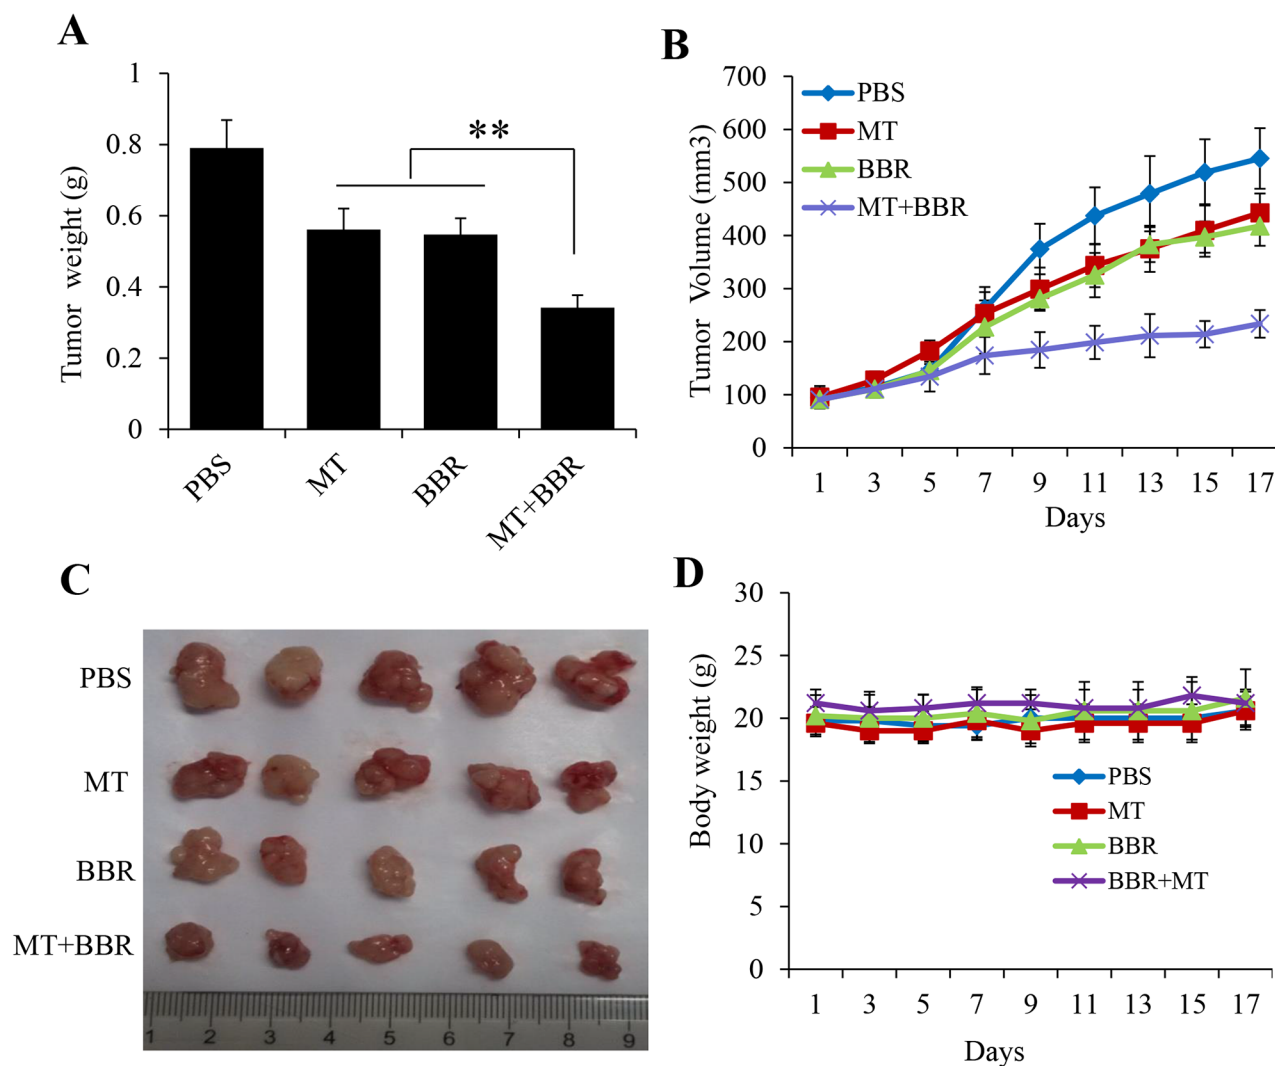 A
1
0.8
0.6
0.4
0.2
0
Tumor weight (g)
**
PBS
MT
BBR
MT+BBR
B
700
600
500
400
300
200
100
0
Tumor Volume (mm3)
PBS
MT
BBR
MT+BBR
1 3 5 7 9 11 13 15 17
Days
C
PBS
MT
BBR
MT+BBR
1 2 3 4 5 6 7 8 9
D
30
25
20
15
10
5
0
Body weight (g)
PBS
MT
BBR
BBR+MT
1 3 5 7 9 11 13 15 17
Days